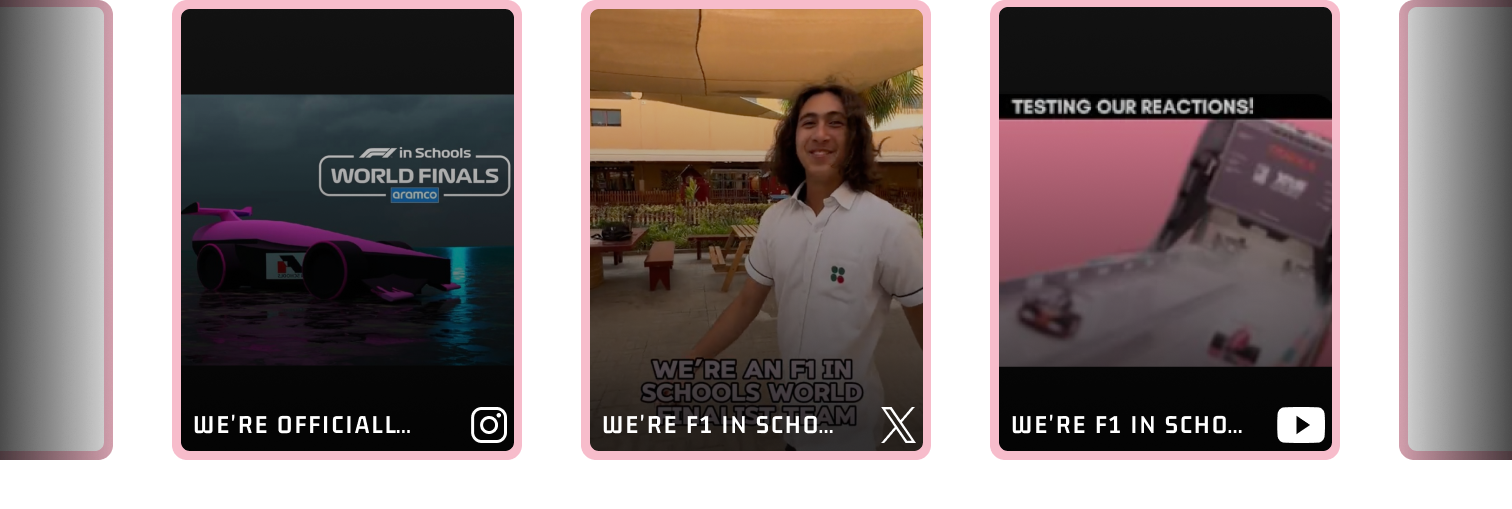 F1 in Schools
WORLD FINALS
aramco
WE'RE OFFICIALL...
WE'RE AN F1 IN
SCHOOLS WORLD
FINALIST TEAM
WE'RE F1 IN SCHO...
TESTING OUR REACTIONS!
WE'RE F1 IN SCHO...